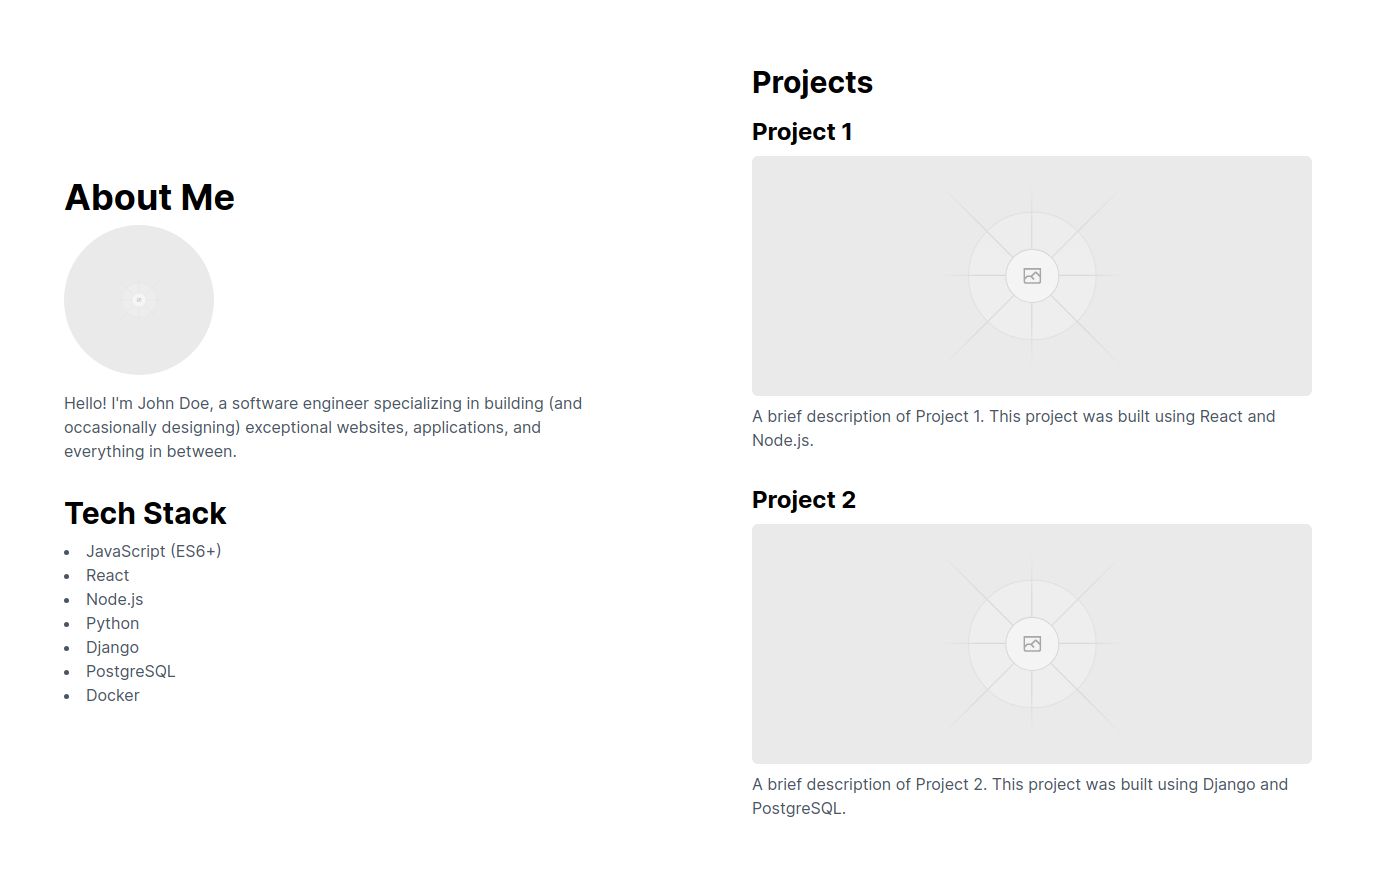 About Me
Hello! I'm John Doe, a software engineer specializing in building (and
occasionally designing) exceptional websites, applications, and
everything in between.
Tech Stack
JavaScript (ES6+)
React
Node.js
Python
Django
PostgreSQL
Docker
Projects
Project 1
A brief description of Project 1. This project was built using React and
Node.js.
Project 2
A brief description of Project 2. This project was built using Django and
PostgreSQL.